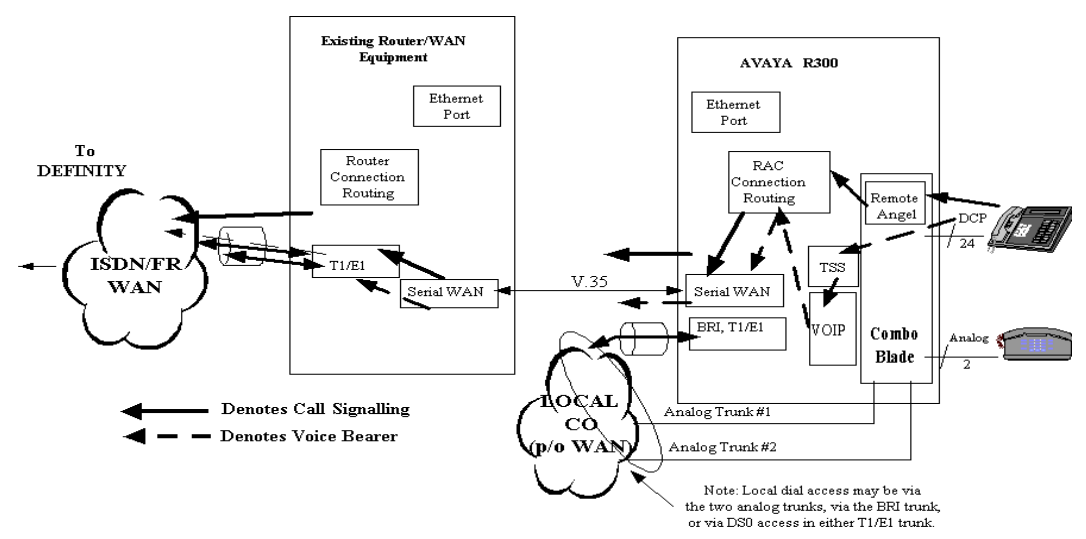 Existing Router/WAN
Equipment
Ethernet
Port
Router
Connection
Routing
To
DEFINITY
ISDN/FR
WAN
T1/E1
Serial WAN
V.35
AVAYA R300
Ethernet
Port
RAC
Connection
Routing
Remote
Angel
DCP
24
TSS
Serial WAN
VOIP
BRI, T1/E1
Combo
Blade
Analog
2
LOCAL
CO
(p/o WAN)
Analog Trunk #1
Analog Trunk #2
Denotes Call Signalling
Denotes Voice Bearer
Note: Local dial access may be via
the two analog trunks, via the BRI trunk,
or via DS0 access in either T1/E1 trunk.